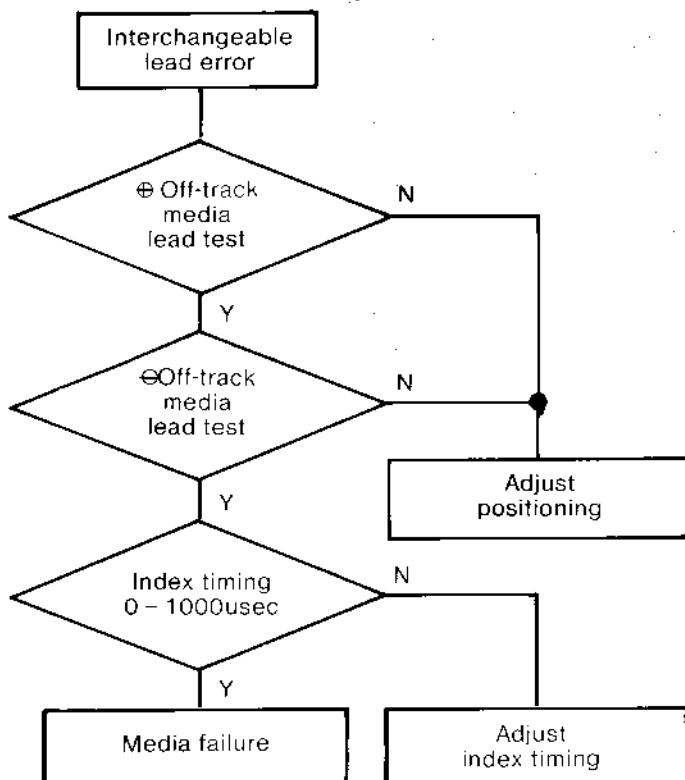 Interchangeable
lead error
⊕ Off-track
media
lead test
N
Y
⊖Off-track
media
lead test
N
Y
Adjust
positioning
Index timing
0 – 1000usec
N
Y
Media failure
Adjust
index timing